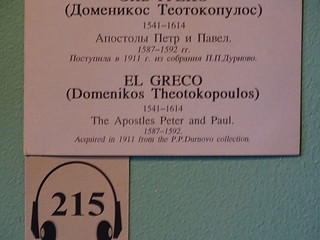 (Доменикос Теотокопулос)
1541–1614
Апостолы Петр и Павел.
1587–1592 гг.
Поступила в 1911 г. из собрания П.П.Дурново.
EL GRECO
(Domenikos Theotokopoulos)
1541–1614
The Apostles Peter and Paul.
1587–1592.
Acquired in 1911 from the P.P.Durnovo collection.
215